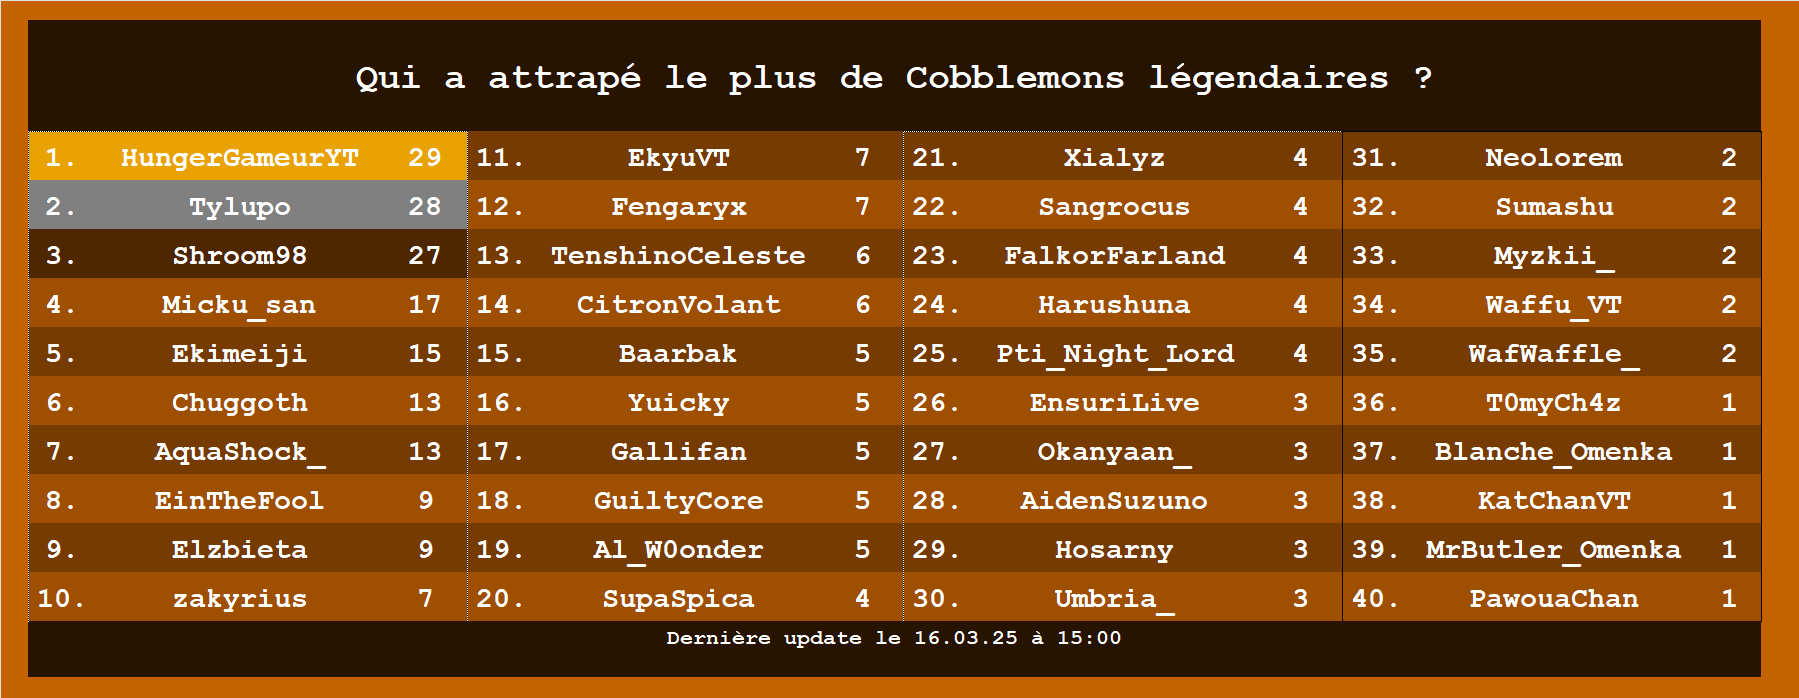 Qui a attrapé le plus de Cobblemons légendaires ?
1. HungerGameurYT 29
2. Tylupo 28
3. Shroom98 27
4. Micku_san 17
5. Ekimeiji 15
6. Chuggoth 13
7. AquaShock_ 13
8. EinTheFool 9
9. Elzbieta 9
10. zakyrius 7
11. EkyuVT 7
12. Fengaryx 7
13. TenshinoCeleste 6
14. CitronVolant 6
15. Baarbak 5
16. Yuicky 5
17. Gallifan 5
18. GuiltyCore 5
19. Al_W0onder 5
20. SupaSpica 4
21. Xialyz 4
22. Sangrocus 4
23. FalkorFarland 4
24. Harushuna 4
25. Pti_Night_Lord 4
26. EnsuriLive 3
27. Okanyaan_ 3
28. AidenSuzuno 3
29. Hosarny 3
30. Umbria_ 3
31. Neolorem 2
32. Sumashu 2
33. Myzkii_ 2
34. Waffu_VT 2
35. WafWaffle_ 2
36. T0myCh4z 1
37. Blanche_Omenka 1
38. KatChanVT 1
39. MrButler_Omenka 1
40. PawouaChan 1
Dernière update le 16.03.25 à 15:00